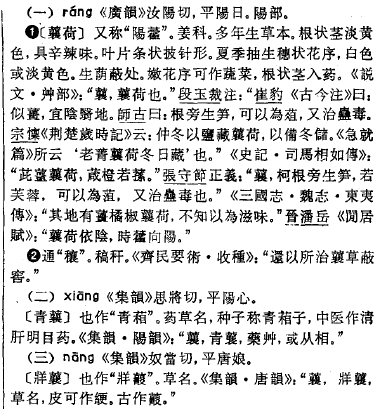 （一）ráng《廣韻》汝陽切，平陽日。陽部。
❶〔蘘荷〕又称“陽藿”。姜科。多年生草本。根状茎淡黄
色，具辛辣味。叶片条状披针形。夏季抽生穗状花序，白色
或淡黄色。生荫蔽处。嫩花序可作蔬菜，根状茎入药。《説
文·艸部》：“蘘，蘘荷也。”段玉裁注：“崔豹《古今注》曰：
似薑，宜陰翳地。師古曰：根旁生笋，可以為菹，又治蠱毒。
宗懔《荆楚歲時記》云：仲冬以鹽藏蘘荷，以備冬儲。《急就
篇》所云‘老菁蘘荷冬日藏’也。”《史記·司馬相如傳》：
“茈薑蘘荷，葴橙若蓀。”張守節正義：“蘘，柯根旁生笋，若
芙蓉，可以為菹，又治蠱毒也。”《三國志·魏志·東夷
傳》：“其地有薑橘椒蘘荷，不知以為滋味。”晉潘岳《閒居
賦》：“蘘荷依陰，時藿向陽。”
❷通“穰”。稿秆。《齊民要術·收種》：“還以所治蘘草蔽
窖。”
（二）xiāng《集韻》思將切，平陽心。
〔青蘘〕也作“青葙”。药草名，种子称青葙子，中医作清
肝明目药。《集韻·陽韻》：“蘘，青蘘，藥艸，或从相。”
（三）nāng《集韻》奴當切，平唐娘。
〔牂蘘〕也作“牂蘘”。草名。《集韻·唐韻》：“蘘，牂蘘，
草名，皮可作綆。古作蘘。”